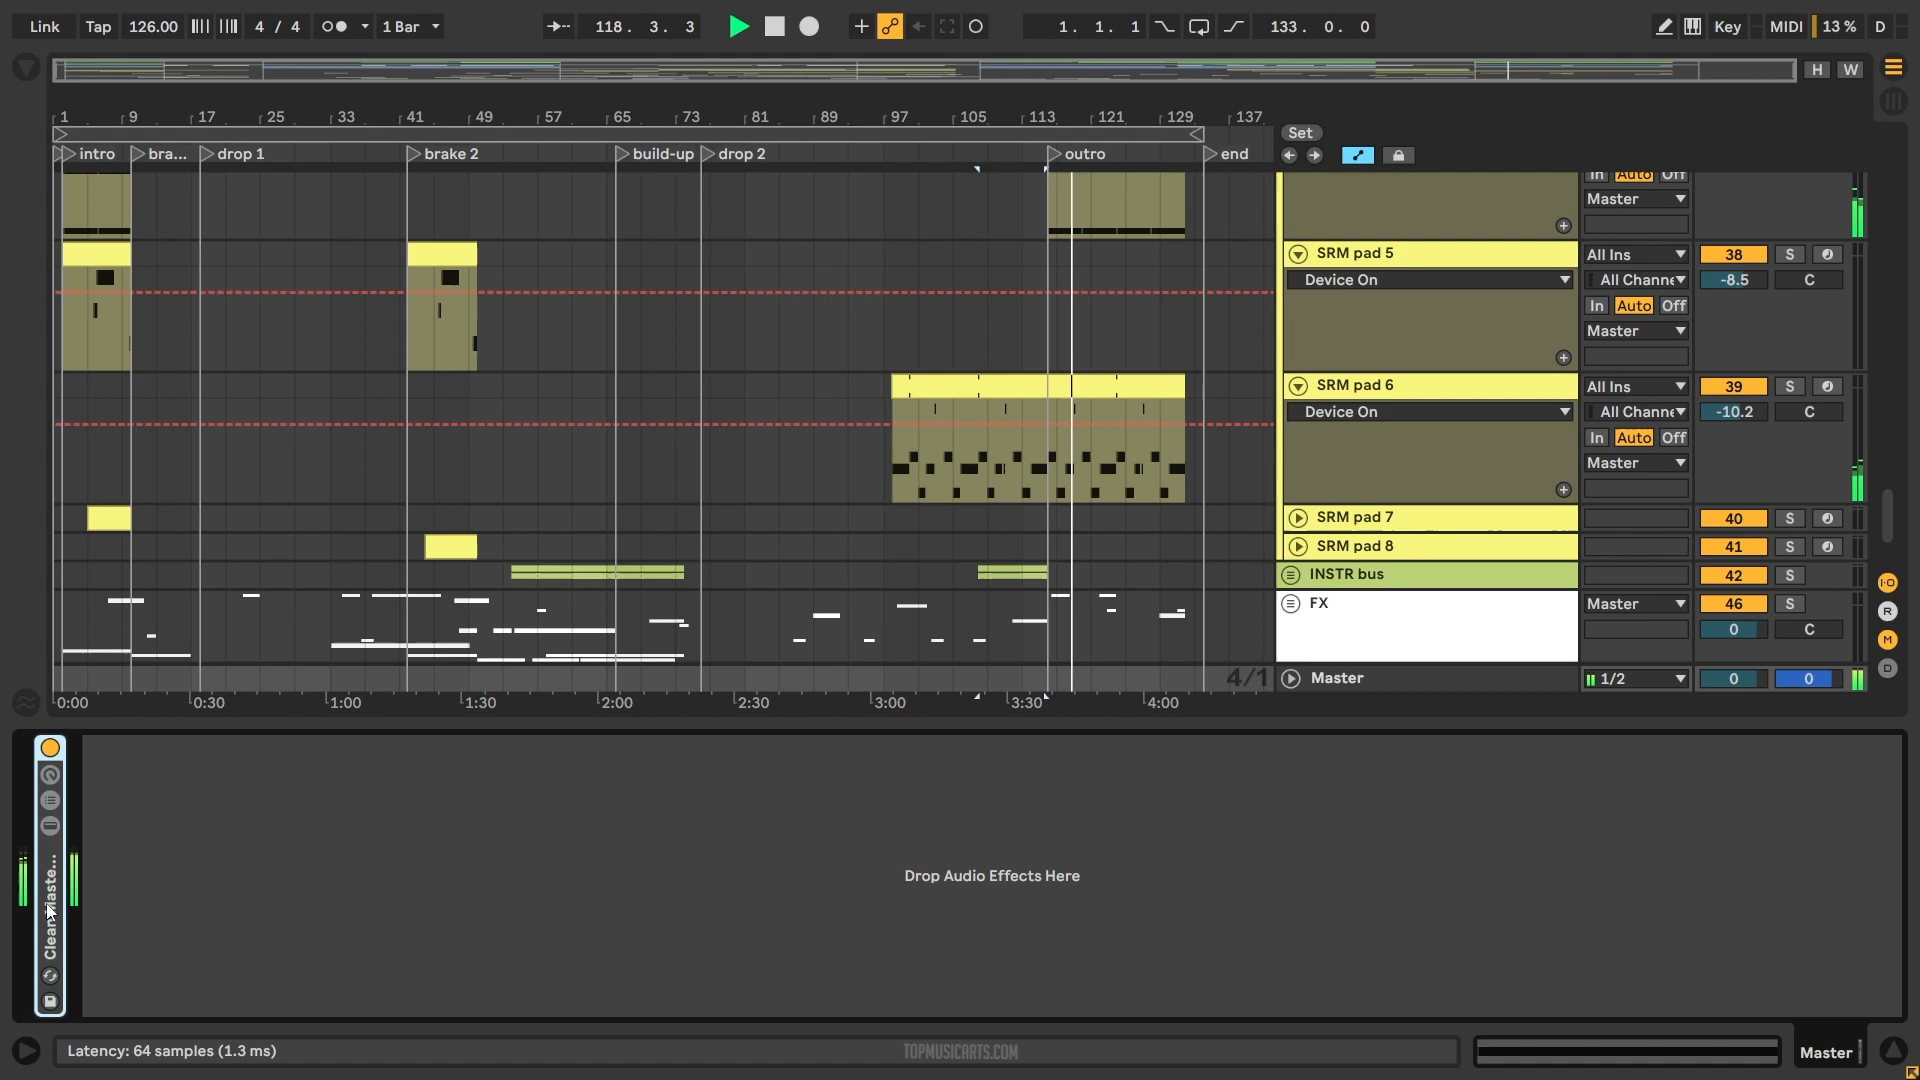 Link Tap 126.00 4 / 4 1 Bar 118. 3. 3 1. 1. 1 133. 0. 0 Key MIDI 13 % D
H W
1 9 17 25 33 41 49 57 65 73 81 89 97 105 113 121 129 137 Set
intro bra... drop 1 brake 2 build-up drop 2 outro end
In Auto Off
Master
SRM pad 5 All Ins 38 S
Device On All Channe -8.5 C
In Auto Off
Master
SRM pad 6 All Ins 39 S
Device On All Channe -10.2 C
In Auto Off
Master
SRM pad 7 40 S
SRM pad 8 41 S
INSTR bus 42 S
FX Master 46 S
0 C
I·O
R
M
D
4/1 Master 1/2 0 0
0:00 0:30 1:00 1:30 2:00 2:30 3:00 3:30 4:00
Drop Audio Effects Here
Latency: 64 samples (1.3 ms) TOPMUSICARTS.COM Master